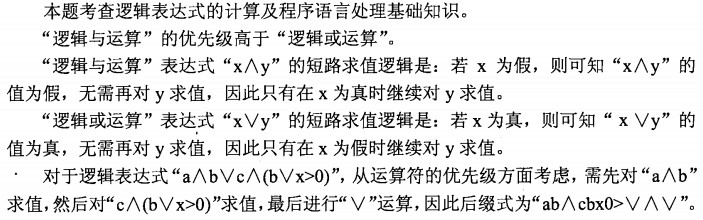 本题考查逻辑表达式的计算及程序语言处理基础知识。
“逻辑与运算”的优先级高于“逻辑或运算”。
“逻辑与运算”表达式“x∧y”的短路求值逻辑是：若 x 为假，则可知“x∧y”的
值为假，无需再对 y 求值，因此只有在 x 为真时继续对 y 求值。
“逻辑或运算”表达式“x∨y”的短路求值逻辑是：若 x 为真，则可知“ x ∨y”的
值为真，无需再对 y 求值，因此只有在 x 为假时继续对 y 求值。
对于逻辑表达式“a∧b∨c∧(b∨x>0)”，从运算符的优先级方面考虑，需先对“a∧b”
求值，然后对“c∧(b∨x>0)”求值，最后进行“∨”运算，因此后缀式为“ab∧cbx0>∨∧∨”。